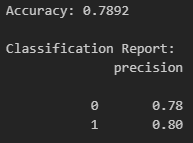 Accuracy: 0.7892
Classification Report:
precision
0 0.78
1 0.80